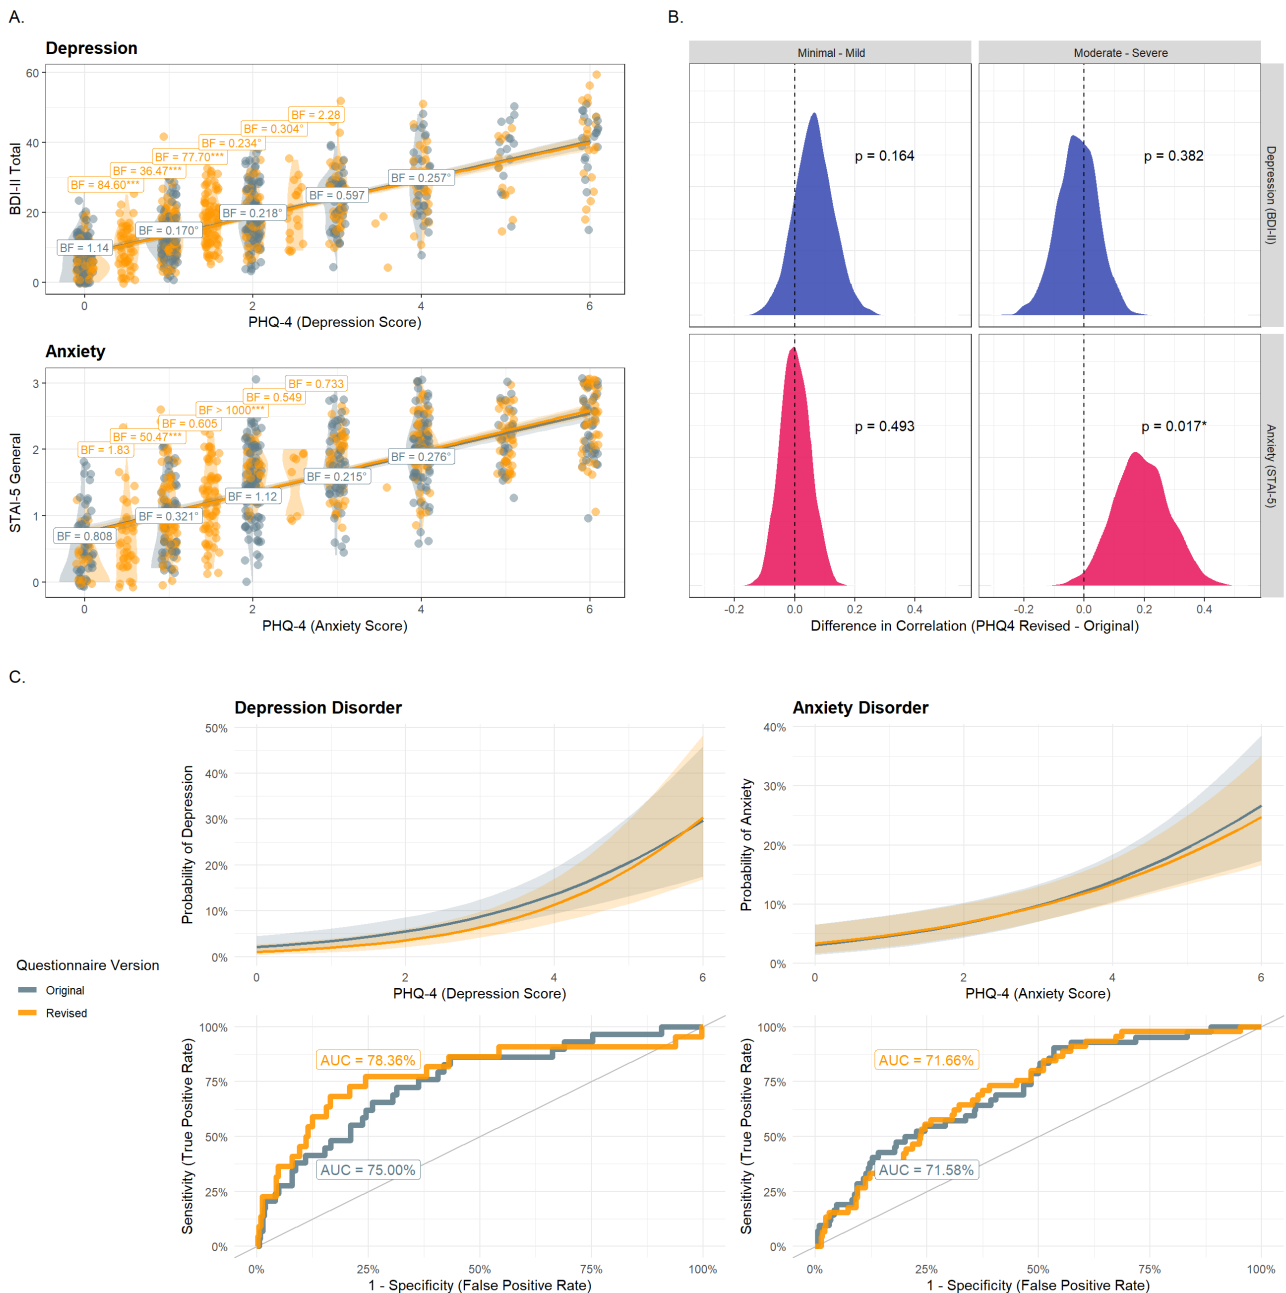 A.
Depression
BDI-II Total
60
40
20
0
BF = 2.28
BF = 0.304°
BF = 0.234°
BF = 77.70***
BF = 36.47***
BF = 84.60***
BF = 0.257°
BF = 0.597
BF = 0.218°
BF = 0.170°
BF = 1.14
0 2 4 6
PHQ-4 (Depression Score)
Anxiety
STAI-5 General
3
2
1
0
BF = 0.733
BF = 0.549
BF > 1000***
BF = 0.605
BF = 50.47***
BF = 1.83
BF = 0.276°
BF = 0.215°
BF = 1.12
BF = 0.321°
BF = 0.808
0 2 4 6
PHQ-4 (Anxiety Score)
B.
Minimal - Mild
Moderate - Severe
p = 0.164
p = 0.382
Depression (BDI-II)
p = 0.493
p = 0.017*
Anxiety (STAI-5)
-0.2 0.0 0.2 0.4
-0.2 0.0 0.2 0.4
Difference in Correlation (PHQ4 Revised - Original)
C.
Depression Disorder
Probability of Depression
50%
40%
30%
20%
10%
0%
0 2 4 6
PHQ-4 (Depression Score)
Anxiety Disorder
Probability of Anxiety
40%
30%
20%
10%
0%
0 2 4 6
PHQ-4 (Anxiety Score)
Questionnaire Version
Original
Revised
Sensitivity (True Positive Rate)
100%
75%
50%
25%
0%
AUC = 78.36%
AUC = 75.00%
0% 25% 50% 75% 100%
1 - Specificity (False Positive Rate)
Sensitivity (True Positive Rate)
100%
75%
50%
25%
0%
AUC = 71.66%
AUC = 71.58%
0% 25% 50% 75% 100%
1 - Specificity (False Positive Rate)